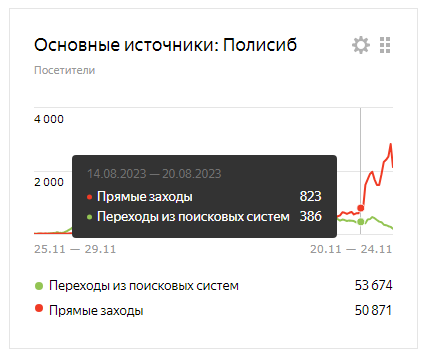 Основные источники: Полисиб
Посетители
4 000
2 000
14.08.2023 — 20.08.2023
Прямые заходы 823
Переходы из поисковых систем 386
25.11 — 29.11 20.11 — 24.11
Переходы из поисковых систем 53 674
Прямые заходы 50 871